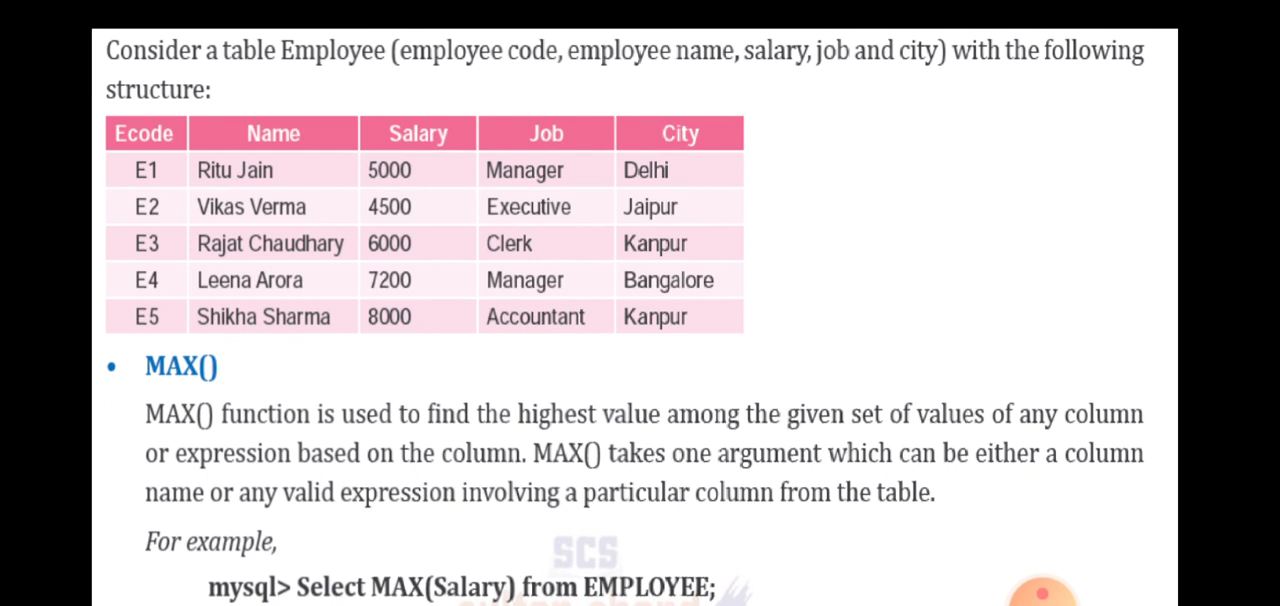 Consider a table Employee (employee code, employee name, salary, job and city) with the following
structure:
Ecode Name Salary Job City
E1 Ritu Jain 5000 Manager Delhi
E2 Vikas Verma 4500 Executive Jaipur
E3 Rajat Chaudhary 6000 Clerk Kanpur
E4 Leena Arora 7200 Manager Bangalore
E5 Shikha Sharma 8000 Accountant Kanpur
• MAX()
MAX() function is used to find the highest value among the given set of values of any column
or expression based on the column. MAX() takes one argument which can be either a column
name or any valid expression involving a particular column from the table.
For example,
SCS
mysql> Select MAX(Salary) from EMPLOYEE;